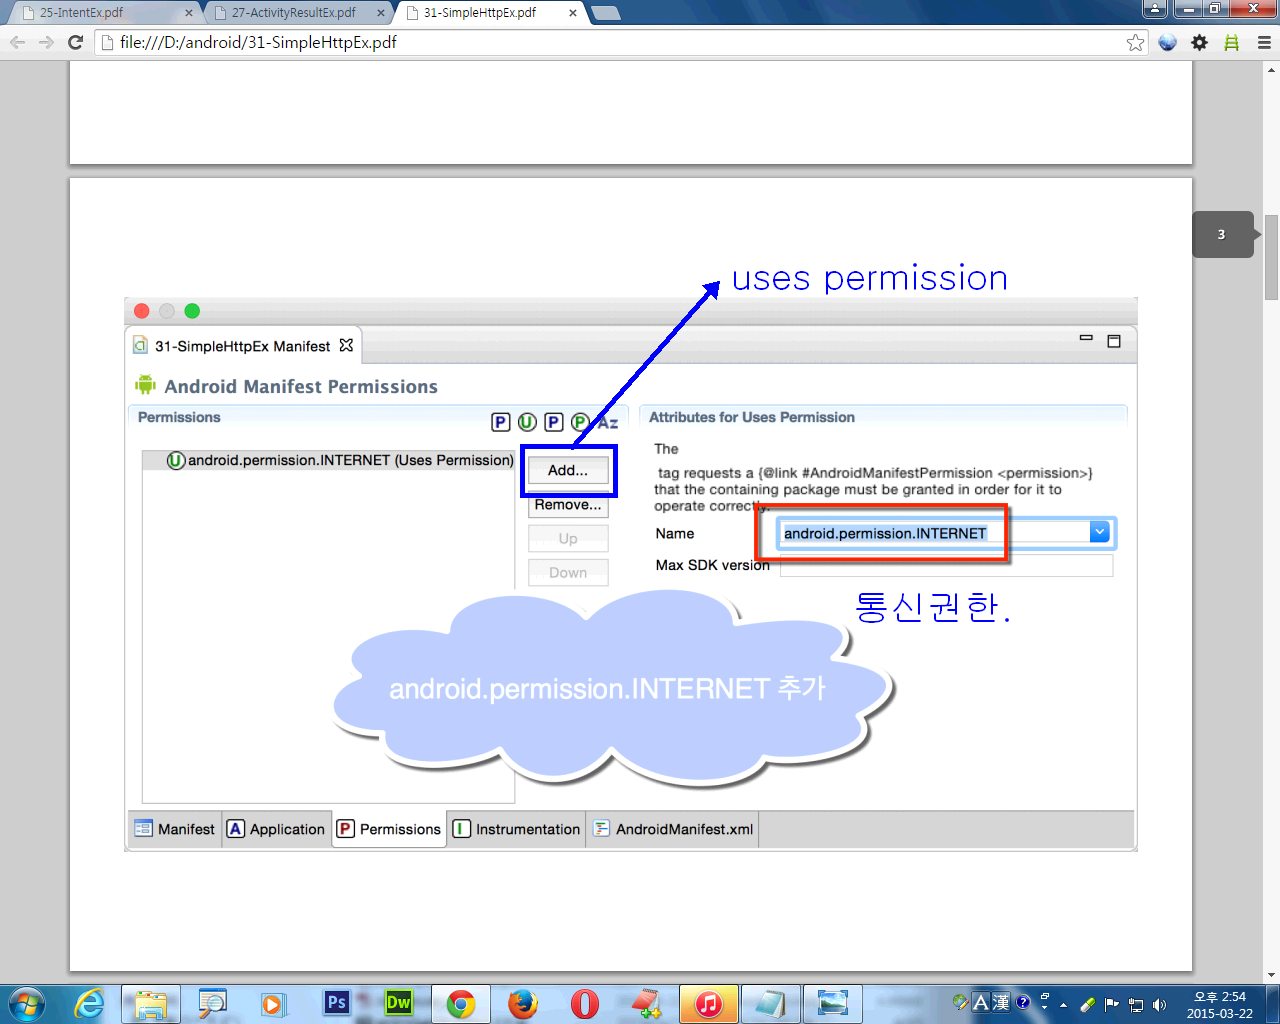 25-IntentEx.pdf
27-ActivityResultEx.pdf
31-SimpleHttpEx.pdf
file:///D:/android/31-SimpleHttpEx.pdf
3
uses permission
31-SimpleHttpEx Manifest
Android Manifest Permissions
Permissions
P U P P Az
Attributes for Uses Permission
U android.permission.INTERNET (Uses Permission)
Add...
Remove...
Up
Down
The
tag requests a {@link #AndroidManifestPermission <permission>}
that the containing package must be granted in order for it to
operate correctly.
Name
android.permission.INTERNET
Max SDK version
통신권한.
android.permission.INTERNET 추가
Manifest
A Application
P Permissions
I Instrumentation
AndroidManifest.xml
Ps
Dw
A 漢
오후 2:54
2015-03-22